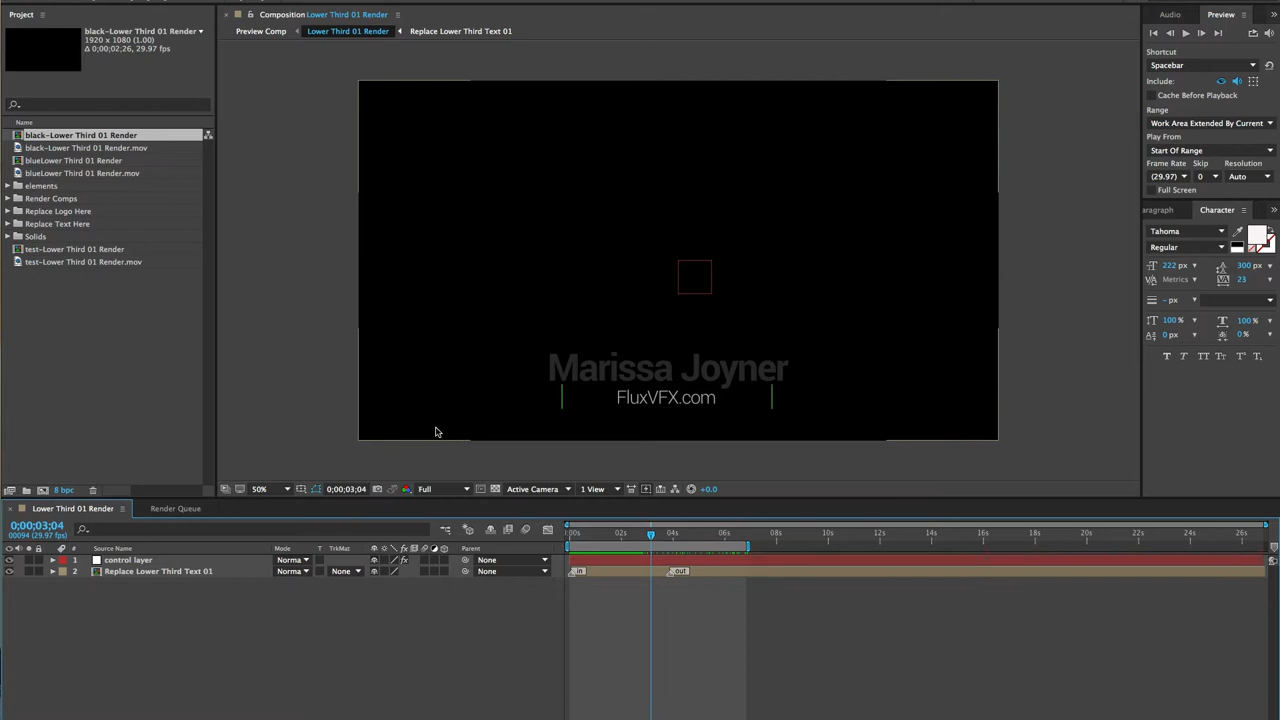 Project
Composition Lower Third 01 Render
Audio
Preview
black-Lower Third 01 Render
1920 x 1080 (1.00)
Δ 0;00;02;26, 29.97 fps
Preview Comp
Lower Third 01 Render
Replace Lower Third Text 01
Shortcut
Spacebar
Include:
Cache Before Playback
Range
Work Area Extended By Current
Play From
Start Of Range
Frame Rate
Skip
Resolution
(29.97)
0
Auto
Full Screen
Name
black-Lower Third 01 Render
black-Lower Third 01 Render.mov
blueLower Third 01 Render
blueLower Third 01 Render.mov
elements
Render Comps
Replace Logo Here
Replace Text Here
Solids
test-Lower Third 01 Render
test-Lower Third 01 Render.mov
aragraph
Character
Tahoma
Regular
222 px
300 px
Metrics
23
- px
100 %
100 %
0 px
0 %
Marissa Joyner
FluxVFX.com
8 bpc
50%
0;00;03;04
Full
Active Camera
1 View
+0.0
Lower Third 01 Render
Render Queue
0;00;03;04
00094 (29.97 fps)
:00s
02s
04s
06s
08s
10s
12s
14s
16s
18s
20s
22s
24s
26s
#
Source Name
Mode
T
TrkMat
fx
Parent
1
control layer
Norma
fx
None
2
Replace Lower Third Text 01
Norma
None
None
in
out